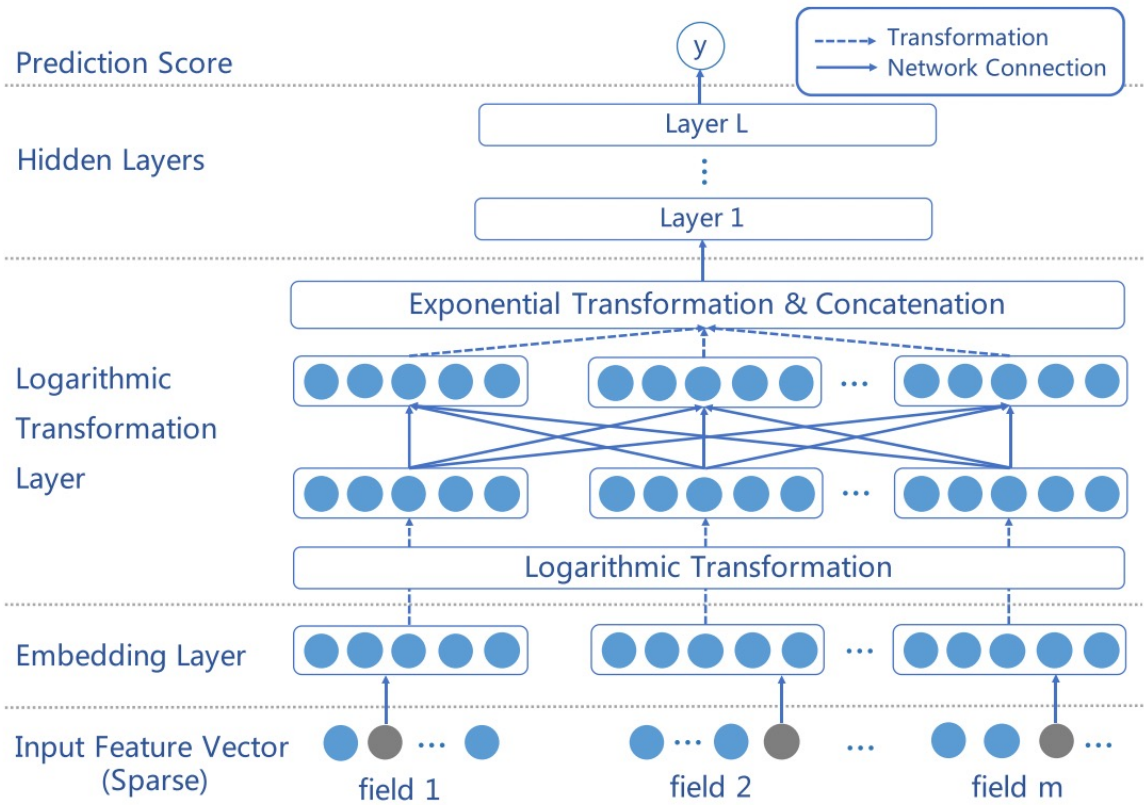 Prediction Score
y
Transformation
Network Connection
Hidden Layers
Layer L
Layer 1
Logarithmic
Transformation
Layer
Exponential Transformation & Concatenation
...
...
Logarithmic Transformation
Embedding Layer
...
Input Feature Vector
(Sparse)
...
...
...
...
field 1
field 2
field m